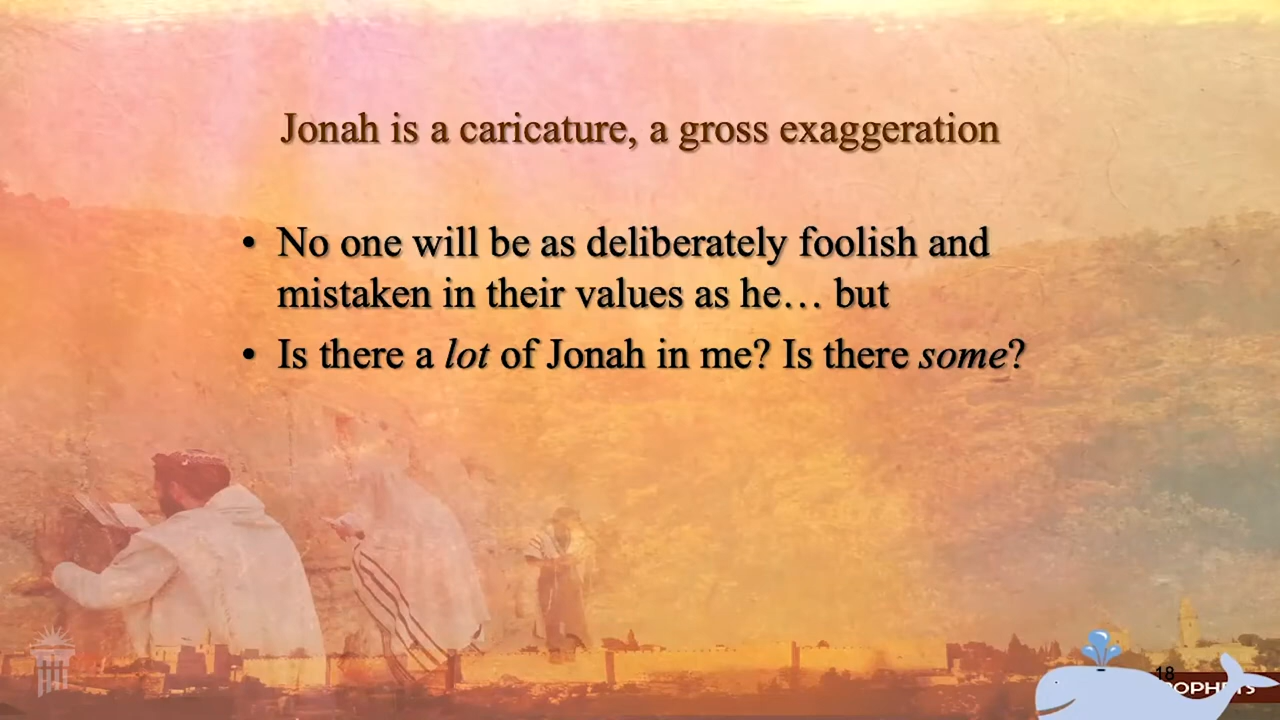 Jonah is a caricature, a gross exaggeration
• No one will be as deliberately foolish and
mistaken in their values as he… but
• Is there a lot of Jonah in me? Is there some?
18